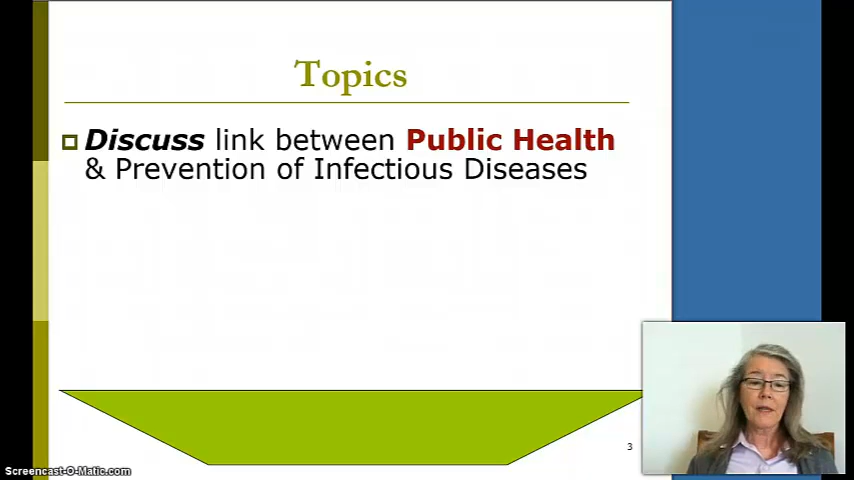 Topics
Discuss link between Public Health
& Prevention of Infectious Diseases
3
Screencast-O-Matic.com